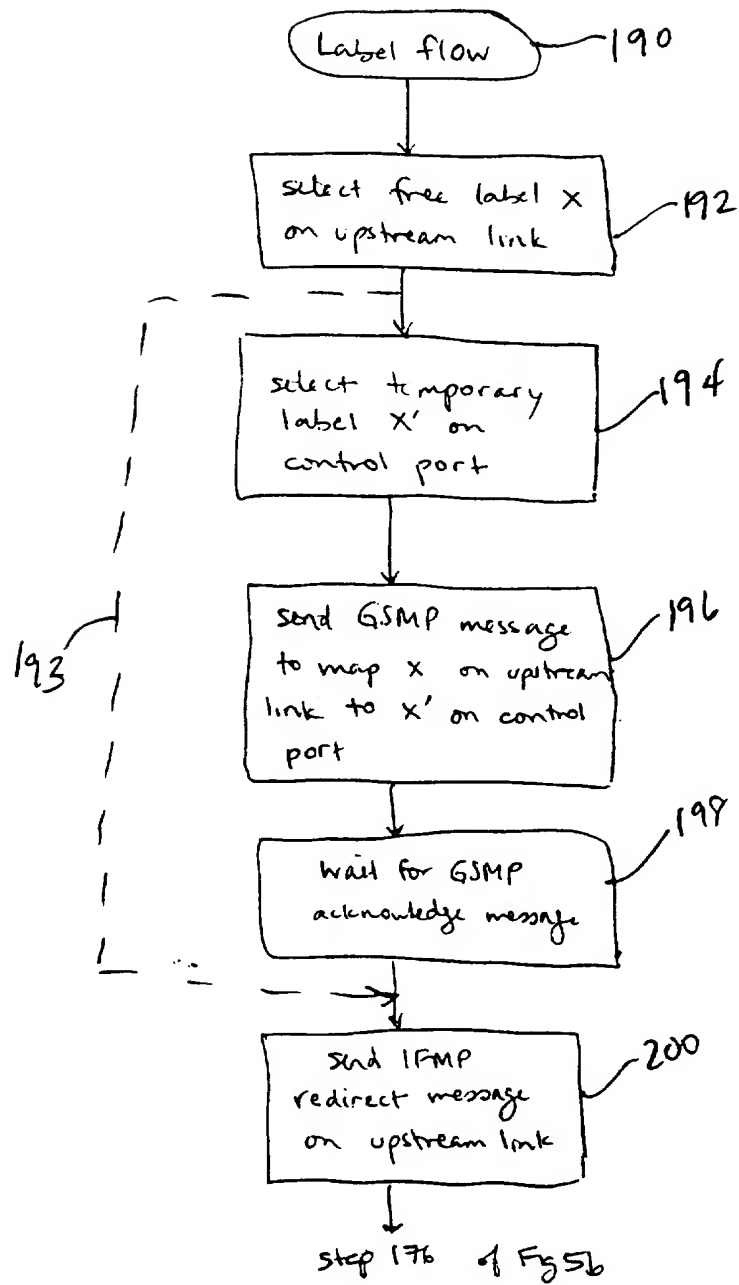 Label flow
190
select free label x
on upstream link
192
select temporary
label x' on
control port
194
send GSMP message
to map x on upstream
link to x' on control
port
196
193
wait for GSMP
acknowledge message
198
send IFMP
redirect message
on upstream link
200
step 176 of Fig 5b